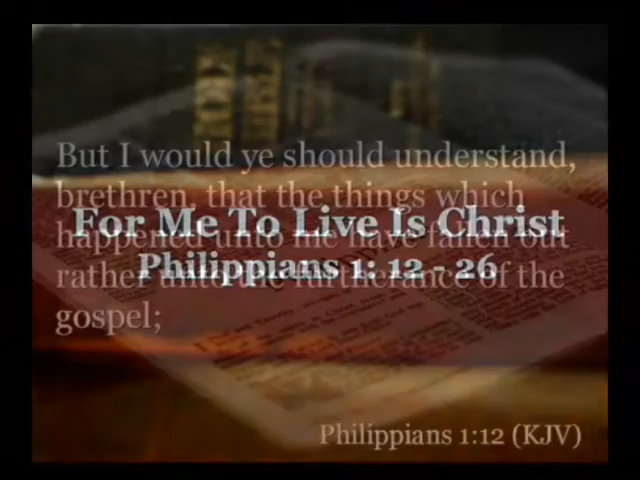 But I would ye should understand,
brethren, that the things which
For Me To Live Is Christ
happened unto me have fallen out
Philippians 1: 12 - 26
rather unto the furtherance of the
gospel;
Philippians 1:12 (KJV)